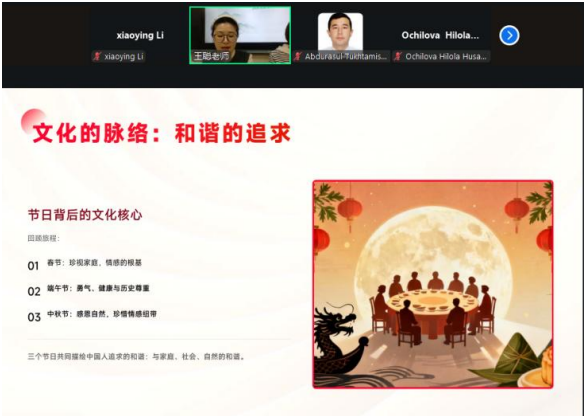 xiaoying Li
Ochilova Hilola...
xiaoying Li
王聪老师
Abdurasul-Tukhtamis...
Ochilova Hilola Husa...
文化的脉络：和谐的追求
节日背后的文化核心
回顾旅程：
01 春节：珍视家庭、情感的根基
02 端午节：勇气、健康与历史尊重
03 中秋节：感恩自然、珍惜情感纽带
三个节日共同描绘中国人追求的和谐：与家庭、社会、自然的和谐。